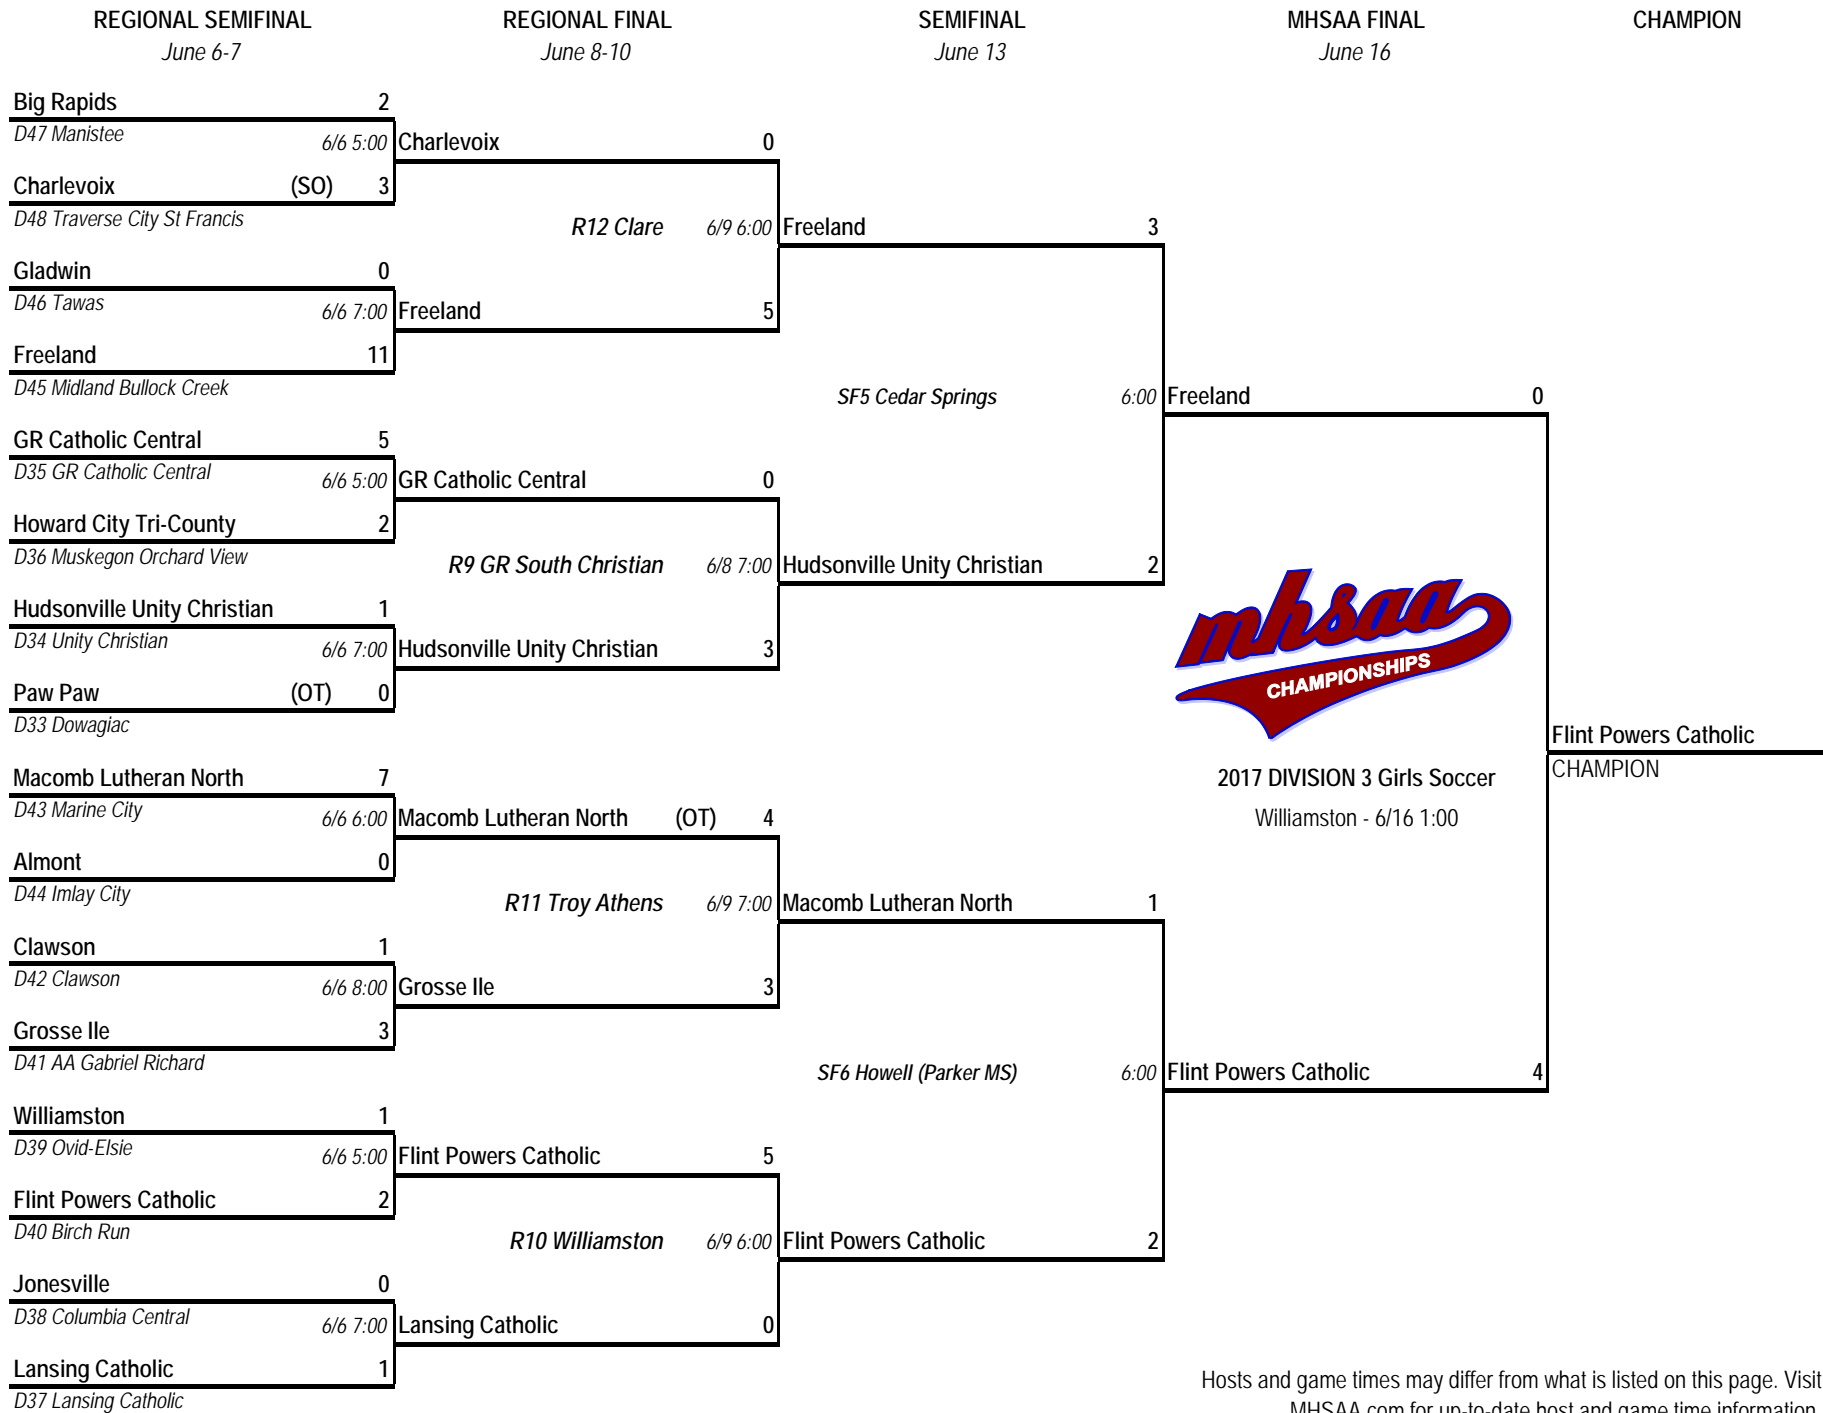 REGIONAL SEMIFINAL REGIONAL FINAL SEMIFINAL MHSAA FINAL CHAMPION
June 6-7 June 8-10 June 13 June 16
Big Rapids 2
D47 Manistee 6/6 5:00 Charlevoix 0
Charlevoix (SO) 3
D48 Traverse City St Francis R12 Clare 6/9 6:00 Freeland 3
Gladwin 0
D46 Tawas 6/6 7:00 Freeland 5
Freeland 11
D45 Midland Bullock Creek SF5 Cedar Springs 6:00 Freeland 0
GR Catholic Central 5
D35 GR Catholic Central 6/6 5:00 GR Catholic Central 0
Howard City Tri-County 2
D36 Muskegon Orchard View R9 GR South Christian 6/8 7:00 Hudsonville Unity Christian 2
Hudsonville Unity Christian 1
mhsaa
D34 Unity Christian 6/6 7:00 Hudsonville Unity Christian 3
CHAMPIONSHIPS
Paw Paw (OT) 0
D33 Dowagiac Flint Powers Catholic
Macomb Lutheran North 7 2017 DIVISION 3 Girls Soccer CHAMPION
D43 Marine City 6/6 6:00 Macomb Lutheran North (OT) 4 Williamston - 6/16 1:00
Almont 0
D44 Imlay City R11 Troy Athens 6/9 7:00 Macomb Lutheran North 1
Clawson 1
D42 Clawson 6/6 8:00 Grosse Ile 3
Grosse Ile 3
D41 AA Gabriel Richard SF6 Howell (Parker MS) 6:00 Flint Powers Catholic 4
Williamston 1
D39 Ovid-Elsie 6/6 5:00 Flint Powers Catholic 5
Flint Powers Catholic 2
D40 Birch Run R10 Williamston 6/9 6:00 Flint Powers Catholic 2
Jonesville 0
D38 Columbia Central 6/6 7:00 Lansing Catholic 0
Lansing Catholic 1
D37 Lansing Catholic
Hosts and game times may differ from what is listed on this page. Visit
MHSAA.com for up-to-date host and game time information.